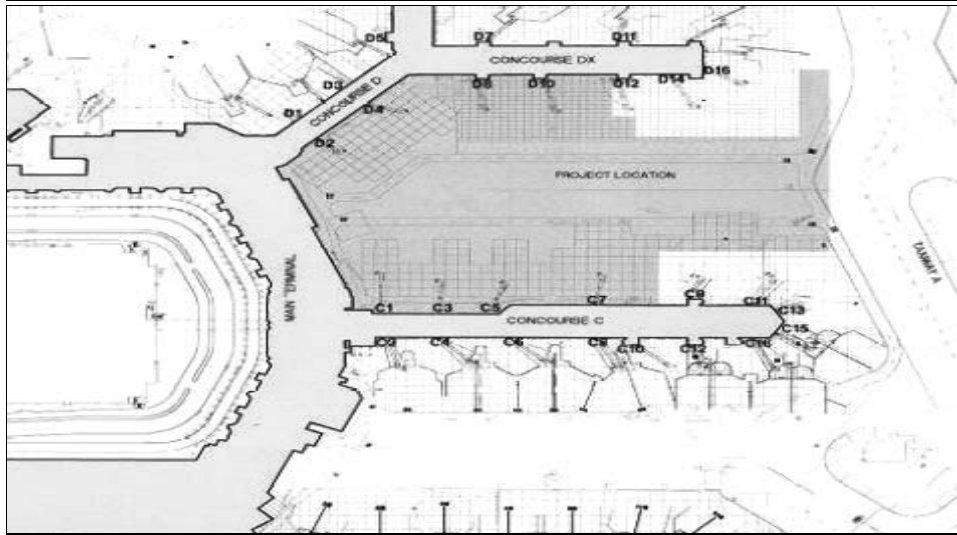 D5
D7
D11
CONCOURSE DX
D16
D3
D8
D10
D12
D14
D1
CONCOURSE D
D4
D2
PROJECT LOCATION
TAXIWAY A
MAIN TERMINAL
C1
C3
C5
C7
C9
C11
C13
CONCOURSE C
C15
C2
C4
C6
C8
C10
C12
C16